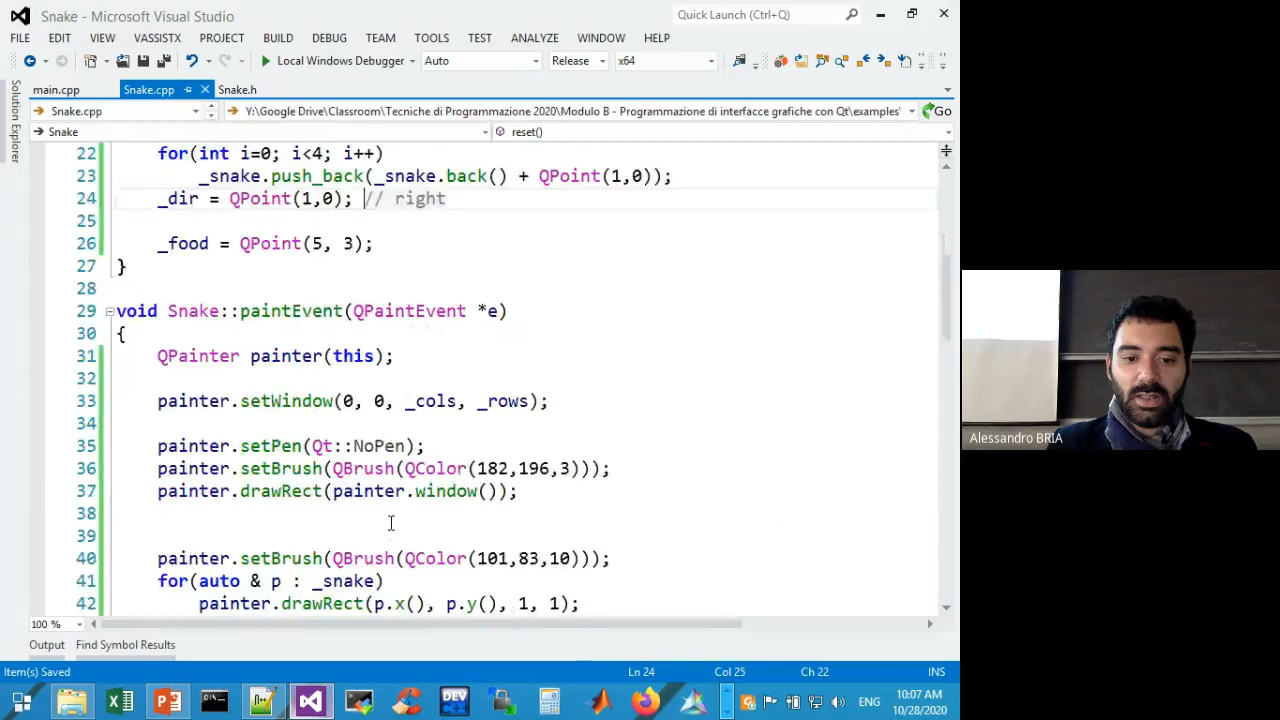 Snake - Microsoft Visual Studio
Quick Launch (Ctrl+Q)
FILE EDIT VIEW VASSISTX PROJECT BUILD DEBUG TEAM TOOLS TEST ANALYZE WINDOW HELP
Local Windows Debugger Auto Release x64
main.cpp Snake.cpp Snake.h
Solution Explorer
Snake.cpp Y:\Google Drive\Classroom\Tecniche di Programmazione 2020\Modulo B - Programmazione di interfacce grafiche con Qt\examples\ Go
Snake reset()
22 for(int i=0; i<4; i++)
23 _snake.push_back(_snake.back() + QPoint(1,0));
24 _dir = QPoint(1,0); // right
25
26 _food = QPoint(5, 3);
27 }
28
29 void Snake::paintEvent(QPaintEvent *e)
30 {
31 QPainter painter(this);
32
33 painter.setWindow(0, 0, _cols, _rows);
34
35 painter.setPen(Qt::NoPen);
36 painter.setBrush(QBrush(QColor(182,196,3)));
37 painter.drawRect(painter.window());
38
39
40 painter.setBrush(QBrush(QColor(101,83,10)));
41 for(auto & p : _snake)
42 painter.drawRect(p.x(), p.y(), 1, 1);
100 %
Output Find Symbol Results
Item(s) Saved Ln 24 Col 25 Ch 22 INS
DEV
ENG
10:07 AM
10/28/2020
Alessandro BRIA